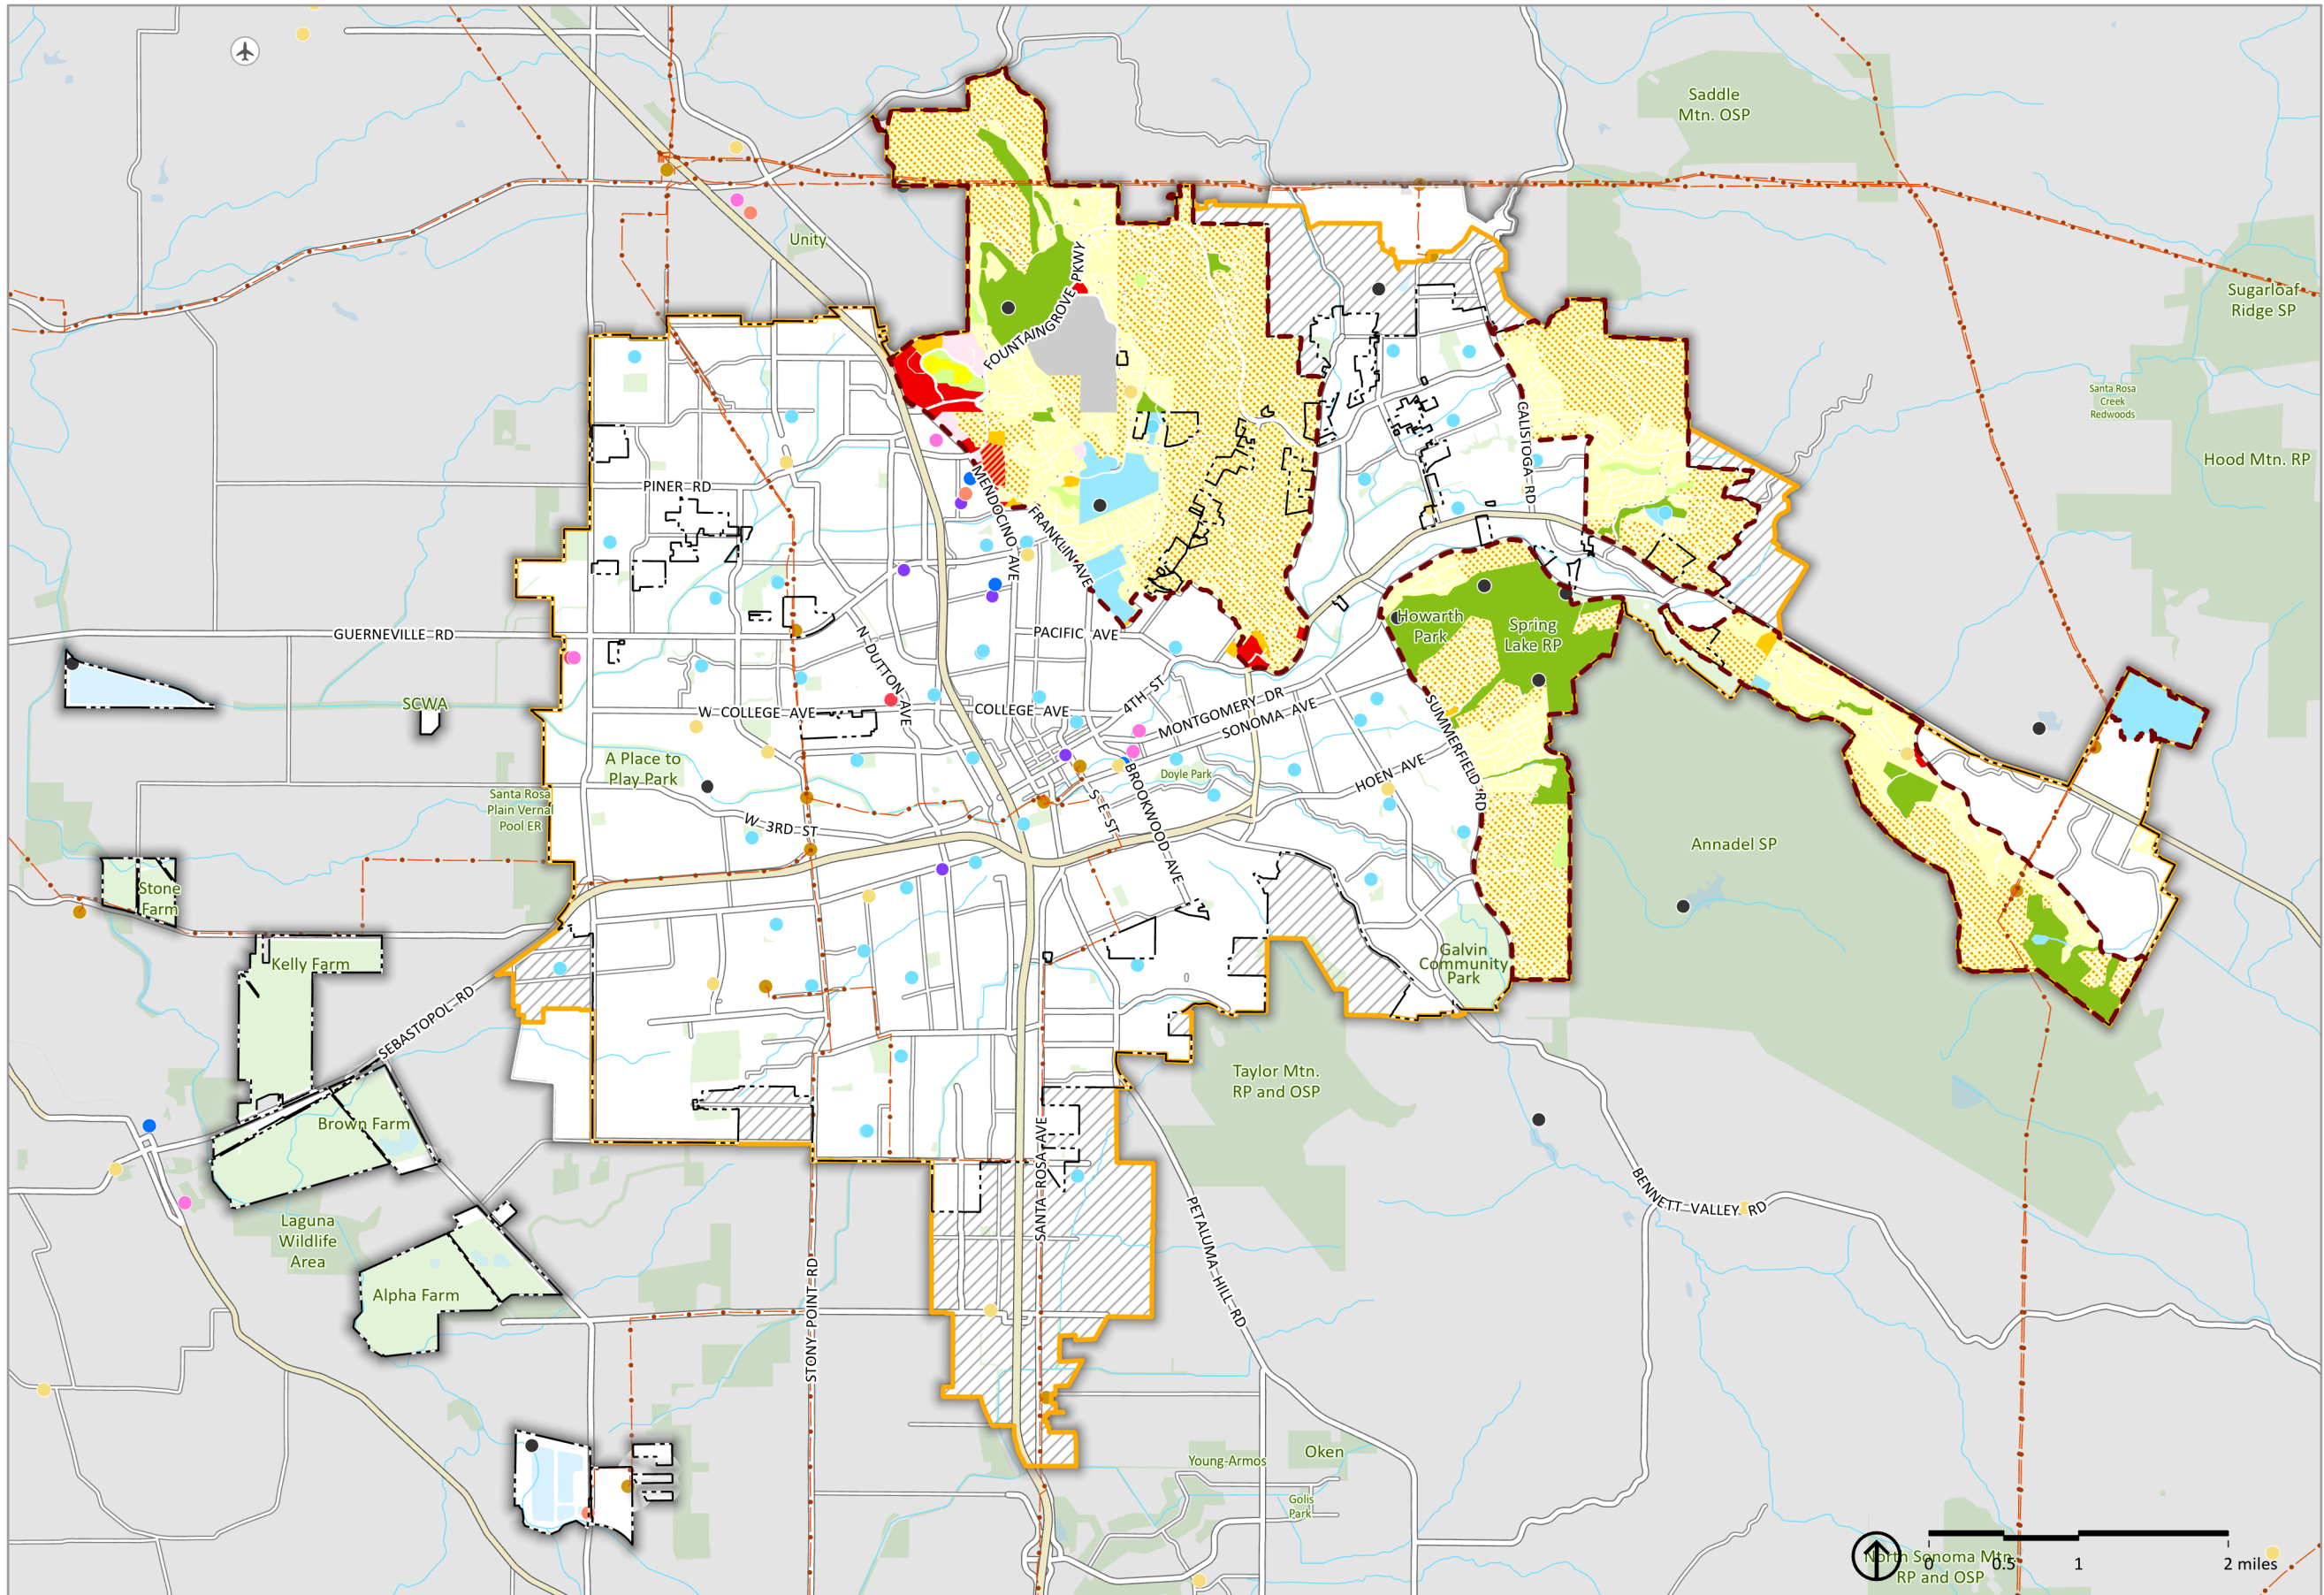 Saddle
Mtn. OSP
Unity
FOUNTAINGROVE PKWY
Sugarloaf
Ridge SP
Santa Rosa
Creek
Redwoods
Hood Mtn. RP
CALISTOGA RD
PINER RD
MENDOCINO AVE
FRANKLIN AVE
GUERNEVILLE RD
N DUTTON AVE
PACIFIC AVE
Howarth
Park
Spring
Lake RP
SCWA
W COLLEGE AVE
COLLEGE AVE
4TH ST
MONTGOMERY DR
SONOMA AVE
SUMMERFIELD RD
A Place to
Play Park
Doyle Park
HOEN AVE
BROOKWOOD AVE
S E ST
Santa Rosa
Plain Vernal
Pool ER
W 3RD ST
Annadel SP
Stone
Farm
Kelly Farm
Galvin
Community
Park
SEBASTOPOL RD
Taylor Mtn.
RP and OSP
Brown Farm
SANTA ROSA AVE
BENNETT VALLEY RD
PETALUMA HILL RD
Laguna
Wildlife
Area
Alpha Farm
STONY POINT RD
Oken
Young-Armos
Golis
Park
North Sonoma Mtn.
RP and OSP
0 0.5 1 2 miles